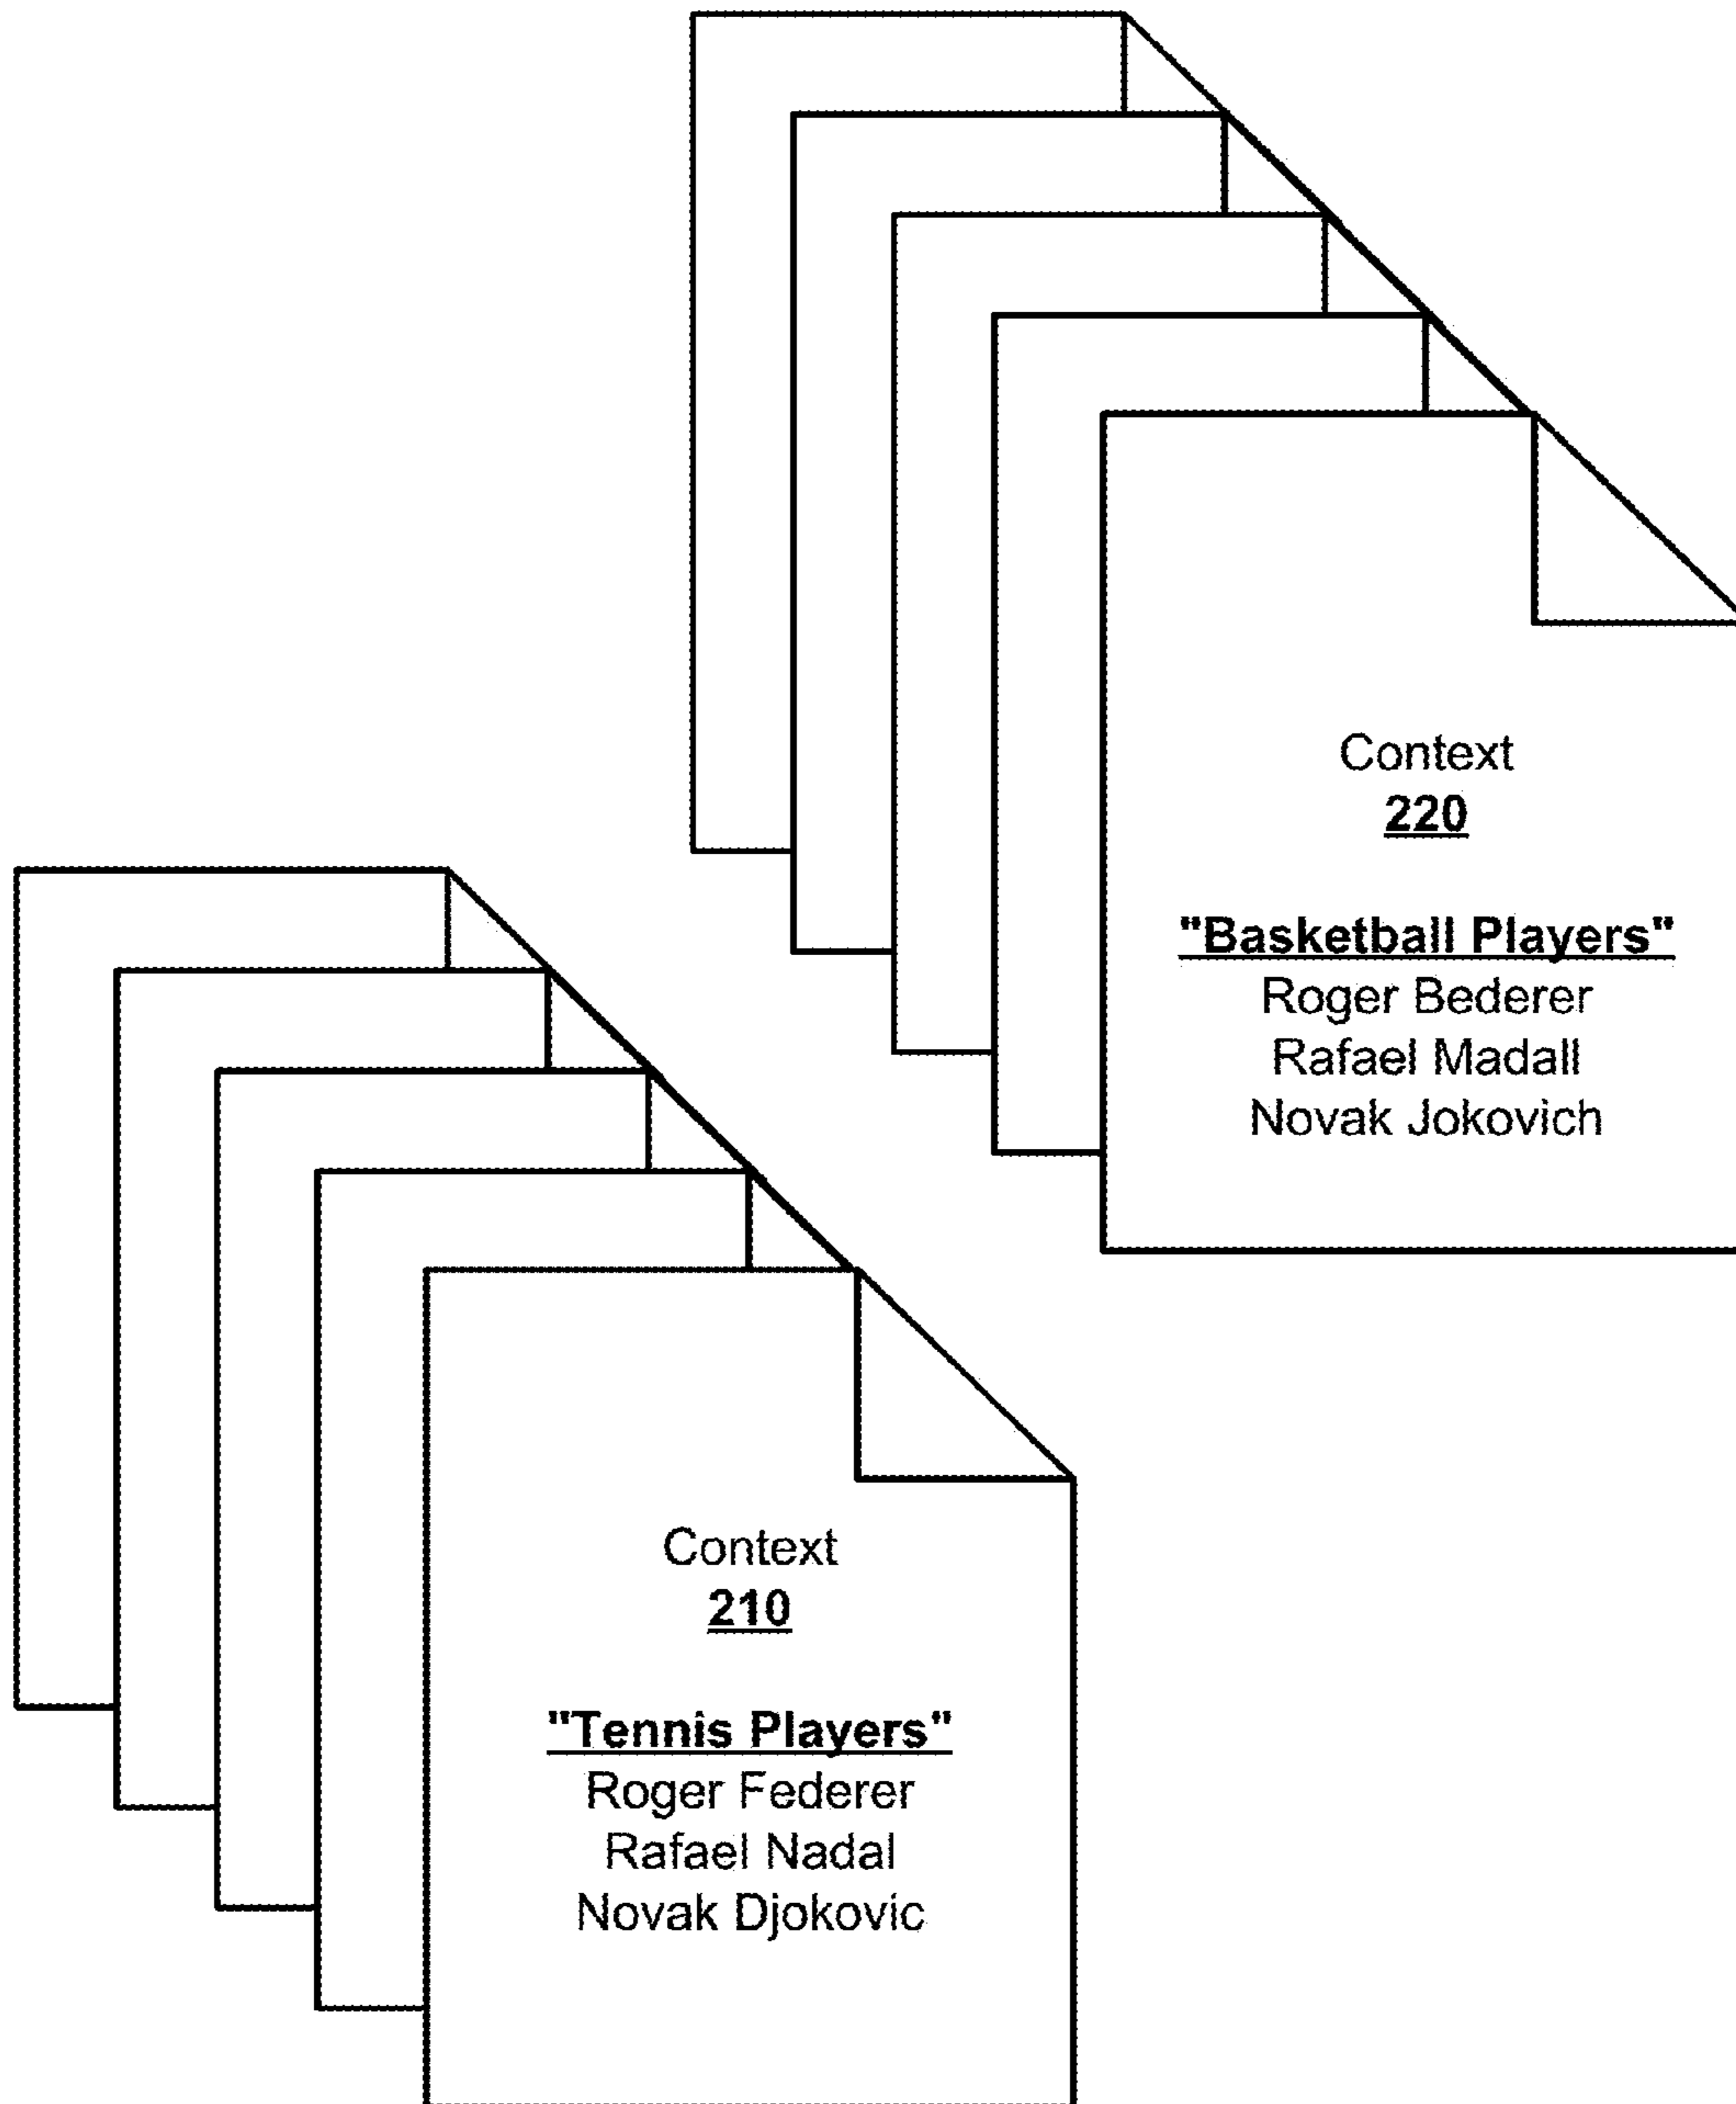 Context
220
"Basketball Players"
Roger Bederer
Rafael Madall
Novak Jokovich
Context
210
"Tennis Players"
Roger Federer
Rafael Nadal
Novak Djokovic